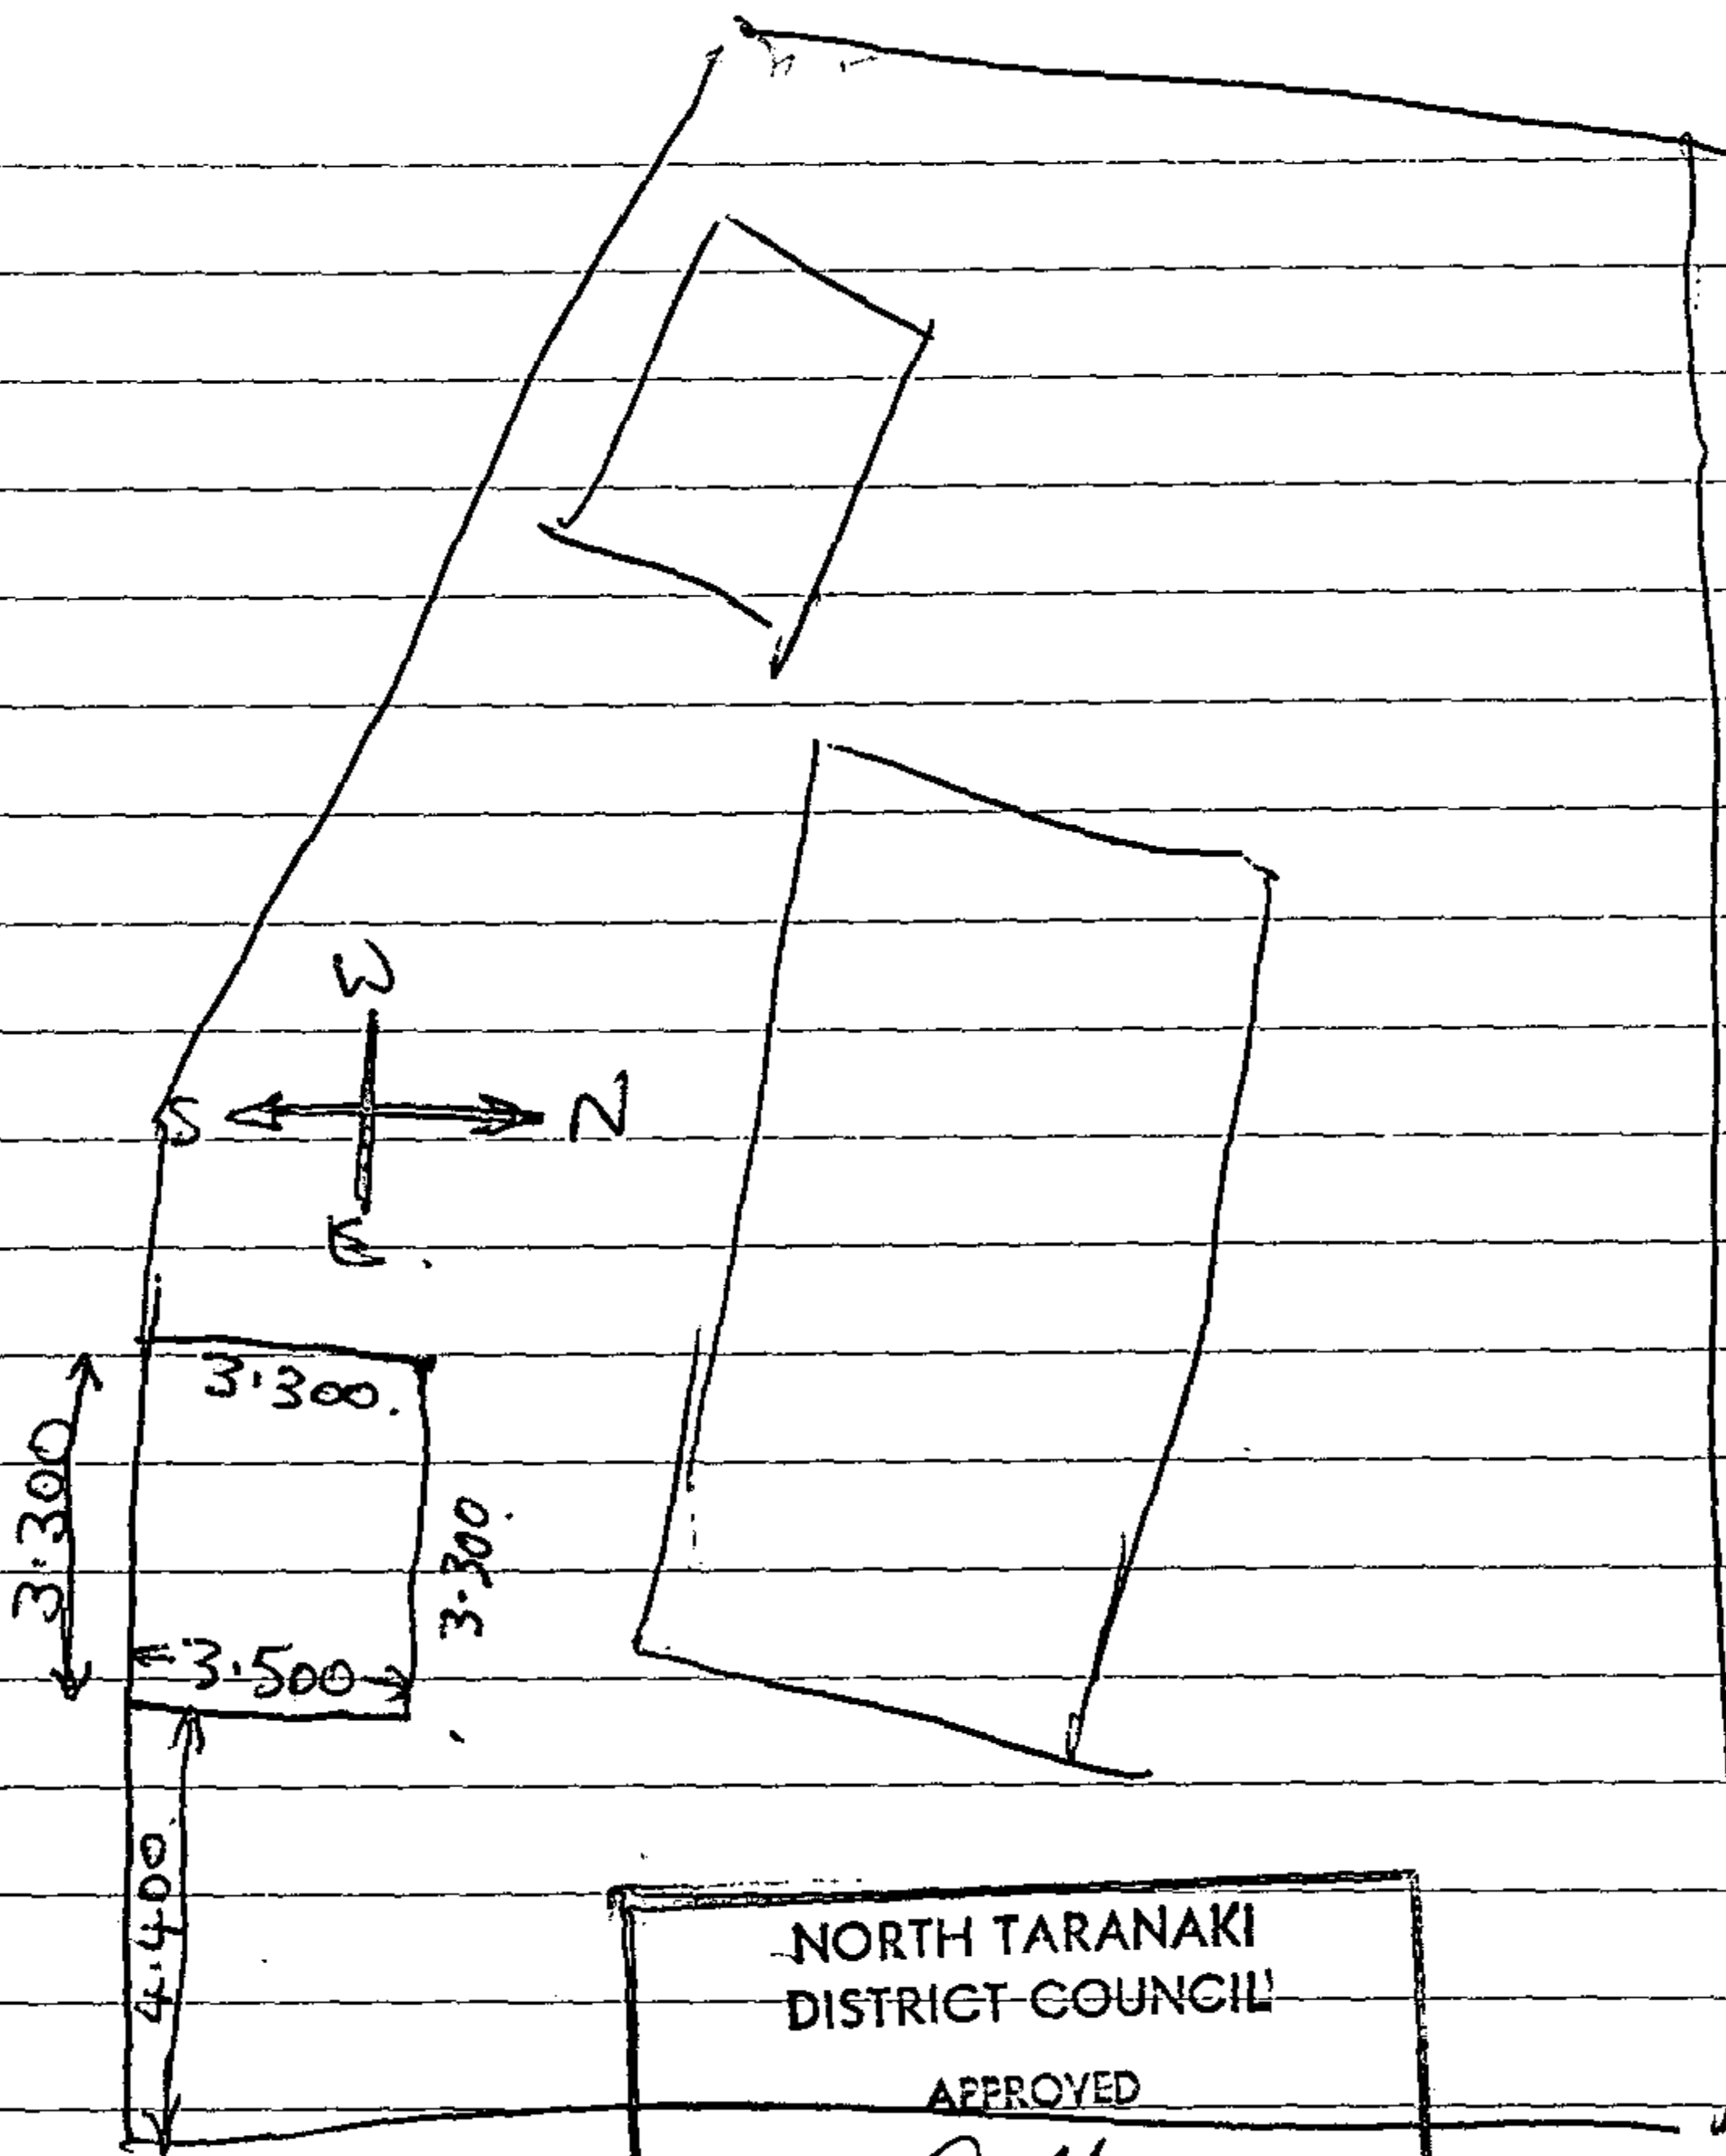 W
S
N
E
3.300
3.300
3.300
3.500
4.400
NORTH TARANAKI
DISTRICT COUNCIL
APPROVED